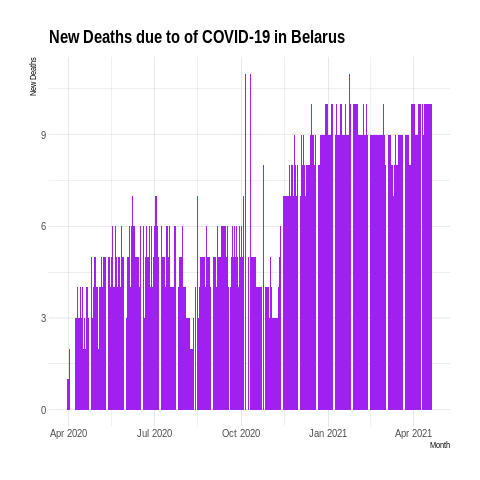 New Deaths due to of COVID-19 in Belarus
New Deaths
9
6
3
0
Apr 2020 Jul 2020 Oct 2020 Jan 2021 Apr 2021
Month